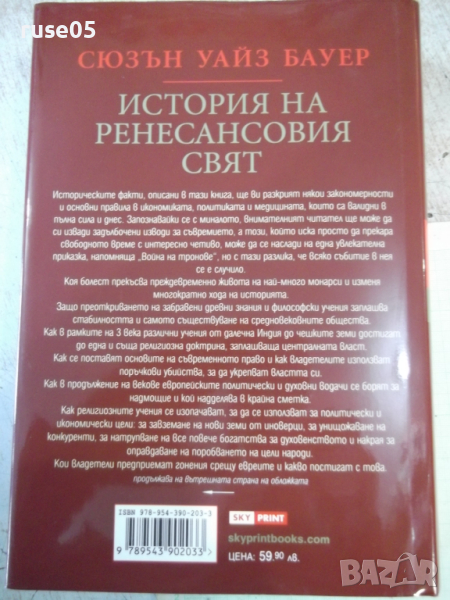 ruse05
СЮЗЪН УАЙЗ БАУЕР
ИСТОРИЯ НА
РЕНЕСАНСОВИЯ
СВЯТ
Историческите факти, описани в тази книга, ще ви разкрият някои закономерности
и основни правила в икономиката, политиката и медицината, които са валидни в
пълна сила и днес. Запознавайки се с миналото, внимателният читател ще може да
си извади задълбочени изводи за съвремието, а този, който иска просто да прекара
свободното време с интересно четиво, може да се наслади на една увлекателна
приказка, напомняща „Война на тронове", но с тази разлика, че всяко събитие в нея
се е случило.
Коя болест прекъсва преждевременно живота на най-много монарси и изменя
многократно хода на историята.
Защо преоткриването на забравени древни знания и философски учения заплашва
стабилността и самото съществуване на средновековните общества.
Как в рамките на 3 века различни учения от далечна Индия до чешките земи достигат
до една и съща религиозна доктрина, заплашваща централната власт.
Как се поставят основите на съвременното право и как владетелите използват
поръчкови убийства, за да укрепват властта си.
Как в продължение на векове европейските политически и духовни водачи се борят за
надмощие и кой надделява в крайна сметка.
Как религиозните учения се изопачават, за да се използват за политически и
икономически цели: за завземане на нови земи от иноверци, за унищожаване на
конкуренти, за натрупване на все повече богатства за духовенството и накрая за
оправдаване на поробването на цели народи.
Кои владетели предприемат гонения срещу евреите и какво постигат с това.
продължава на вътрешната страна на обложката
ISBN 978-954-390-203-3
9 789543 902033
SKY PRINT
skyprintbooks.com
ЦЕНА: 59.90 лв.
BAZAR